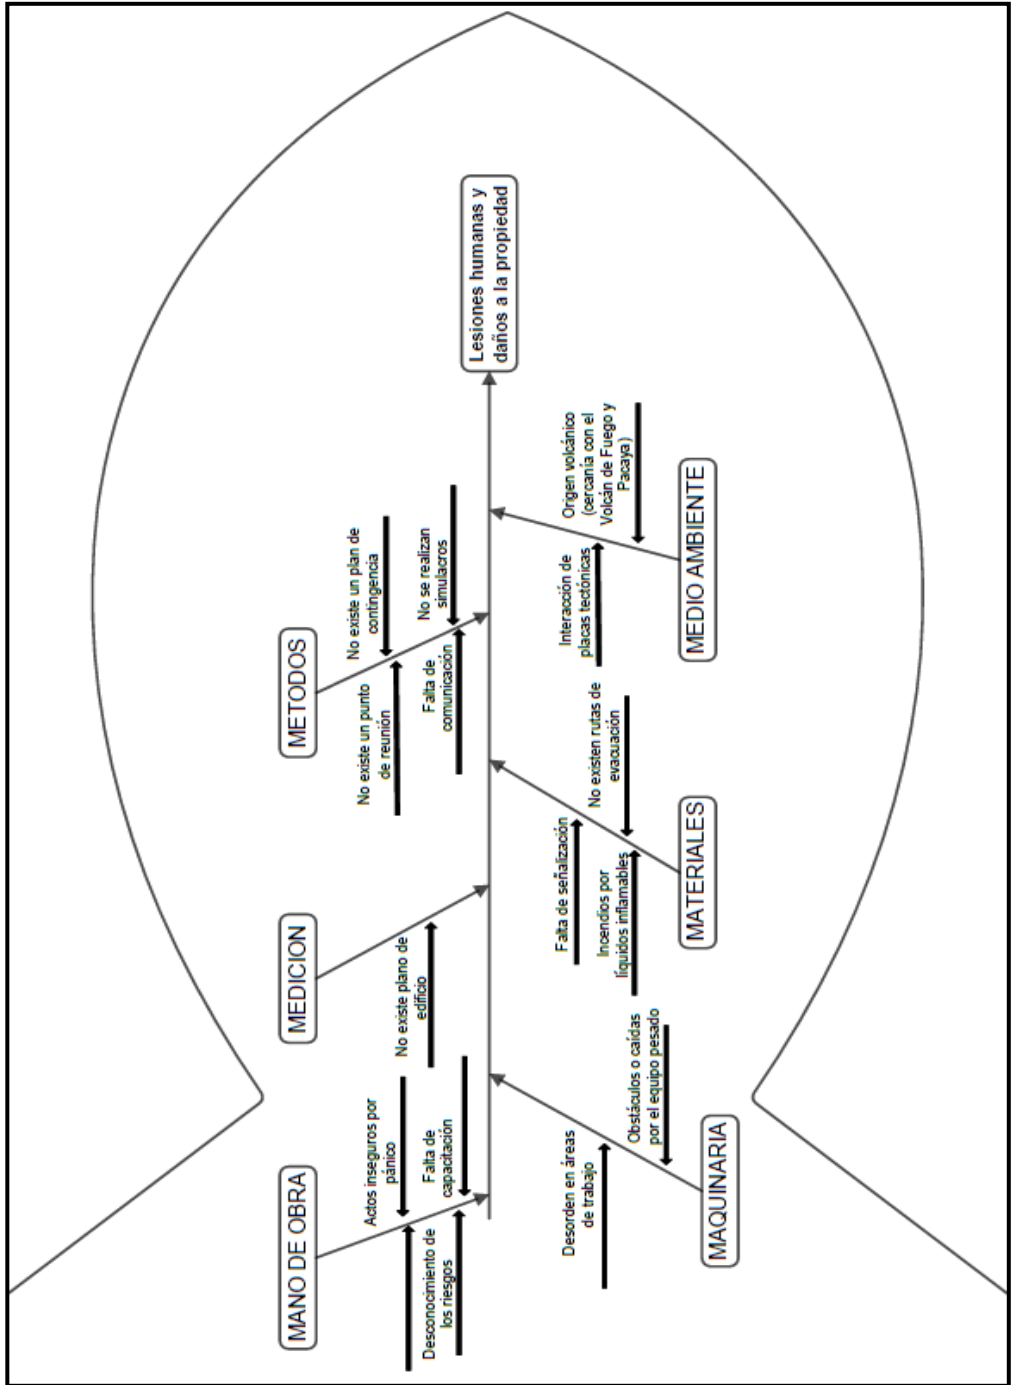 MANO DE OBRA
Actos inseguros por
pánico
Desconocimiento de
los riesgos
Falta de
capacitación
MEDICION
No existe plano de
edificio
METODOS
No existe un plan de
contingencia
No existe un punto
de reunión
No se realizan
simulacros
Falta de
comunicación
Lesiones humanas y
daños a la propiedad
MAQUINARIA
Desorden en áreas
de trabajo
Obstáculos o caídas
por el equipo pesado
MATERIALES
Falta de señalización
Incendios por
líquidos inflamables
No existen rutas de
evacuación
MEDIO AMBIENTE
Interacción de
placas tectónicas
Origen volcánico
(cercanía con el
Volcán de Fuego y
Pacaya)